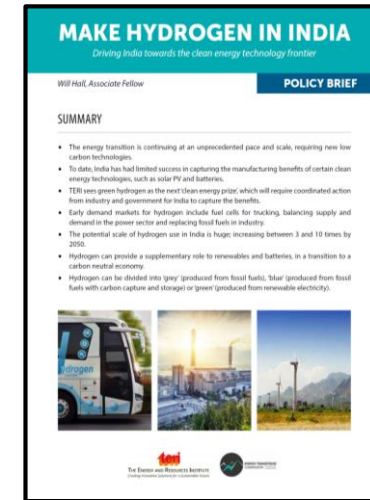 MAKE HYDROGEN IN INDIA
Driving India towards the clean energy technology frontier
Will Hall, Associate Fellow
POLICY BRIEF
SUMMARY
• The energy transition is continuing at an unprecedented pace and scale, requiring new low
carbon technologies.
• To date, India has had limited success in capturing the manufacturing benefits of certain clean
energy technologies, such as solar PV and batteries.
• TERI sees green hydrogen as the next 'clean energy prize', which will require coordinated action
from industry and government for India to capture the benefits.
• Early demand markets for hydrogen include fuel cells for trucking, balancing supply and
demand in the power sector and replacing fossil fuels in industry.
• The potential scale of hydrogen use in India is huge; increasing between 3 and 10 times by
2050.
• Hydrogen can provide a supplementary role to renewables and batteries, in a transition to a
carbon neutral economy.
• Hydrogen can be divided into 'grey' (produced from fossil fuels), 'blue' (produced from fossil
fuels with carbon capture and storage) or 'green' (produced from renewable electricity).
teri
THE ENERGY AND RESOURCES INSTITUTE
Creating Innovative Solutions for a Sustainable Future
ENERGY TRANSITIONS